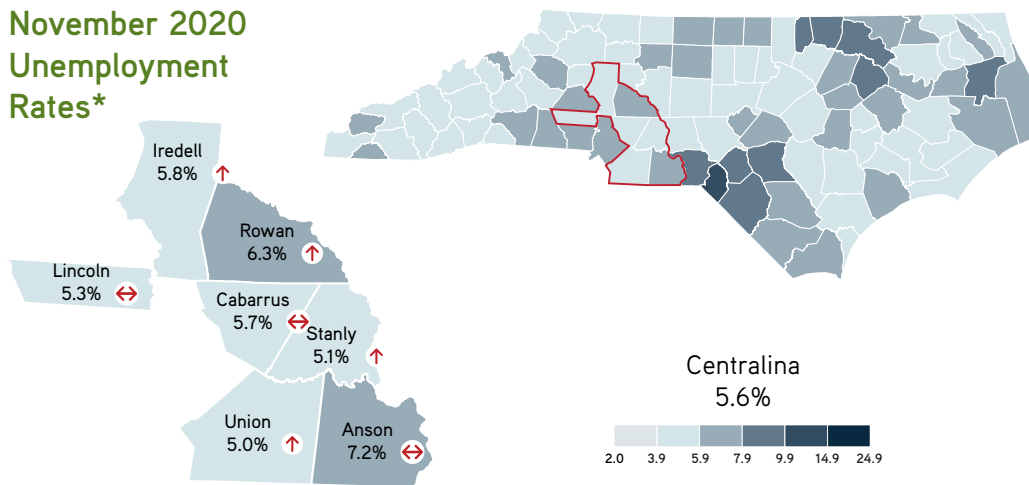 November 2020
Unemployment
Rates*
Iredell
5.8%
Rowan
6.3%
Lincoln
5.3%
Cabarrus
5.7%
Stanly
5.1%
Union
5.0%
Anson
7.2%
Centralina
5.6%
2.0 3.9 5.9 7.9 9.9 14.9 24.9